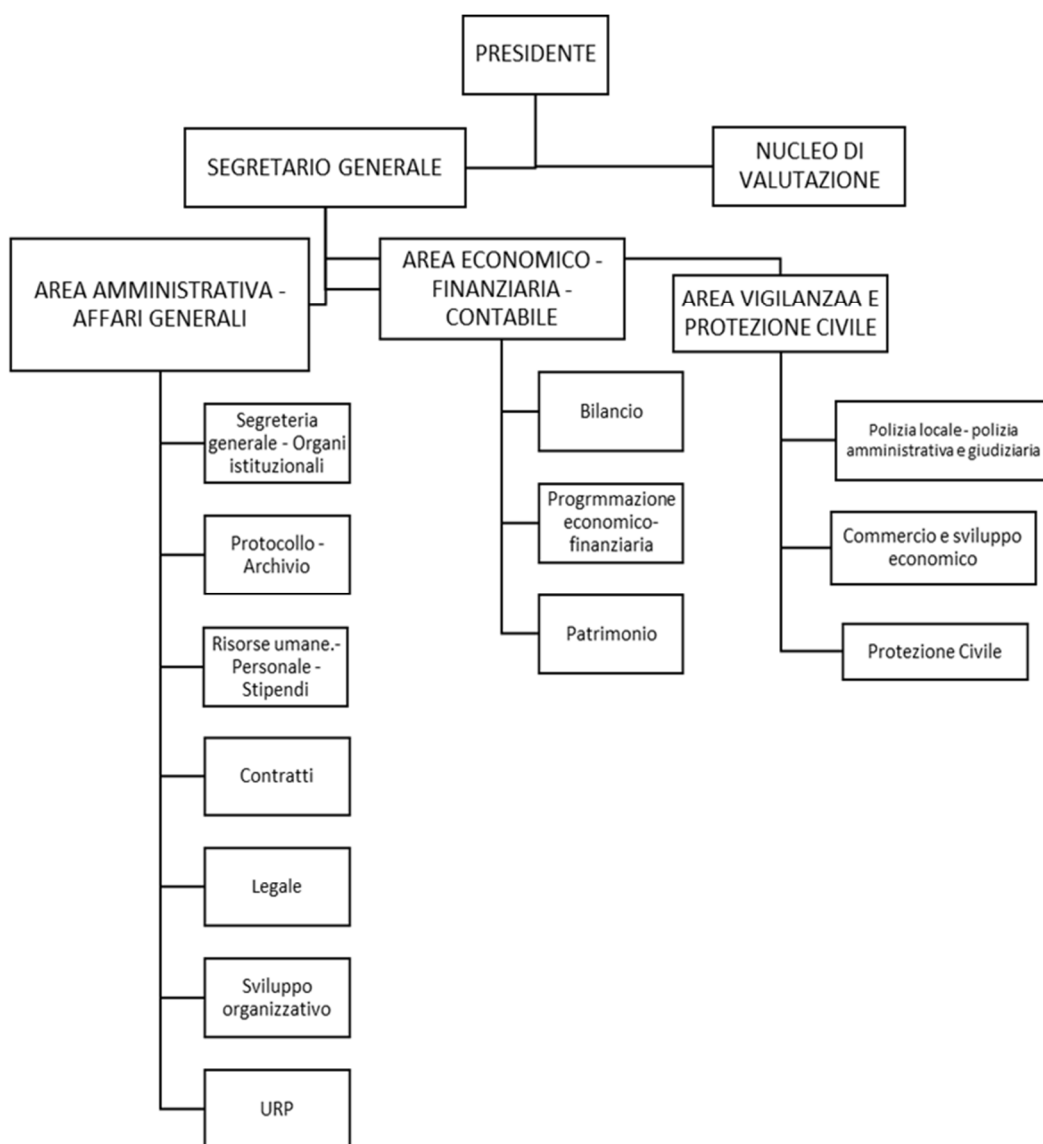 PRESIDENTE
SEGRETARIO GENERALE
NUCLEO DI
VALUTAZIONE
AREA AMMINISTRATIVA -
AFFARI GENERALI
AREA ECONOMICO -
FINANZIARIA -
CONTABILE
AREA VIGILANZAA E
PROTEZIONE CIVILE
Segreteria
generale - Organi
istituzionali
Protocollo -
Archivio
Risorse umane.-
Personale -
Stipendi
Contratti
Legale
Sviluppo
organizzativo
URP
Bilancio
Progrmmazione
economico-
finanziaria
Patrimonio
Polizia locale- polizia
amministrativa e giudiziaria
Commercio e sviluppo
economico
Protezione Civile